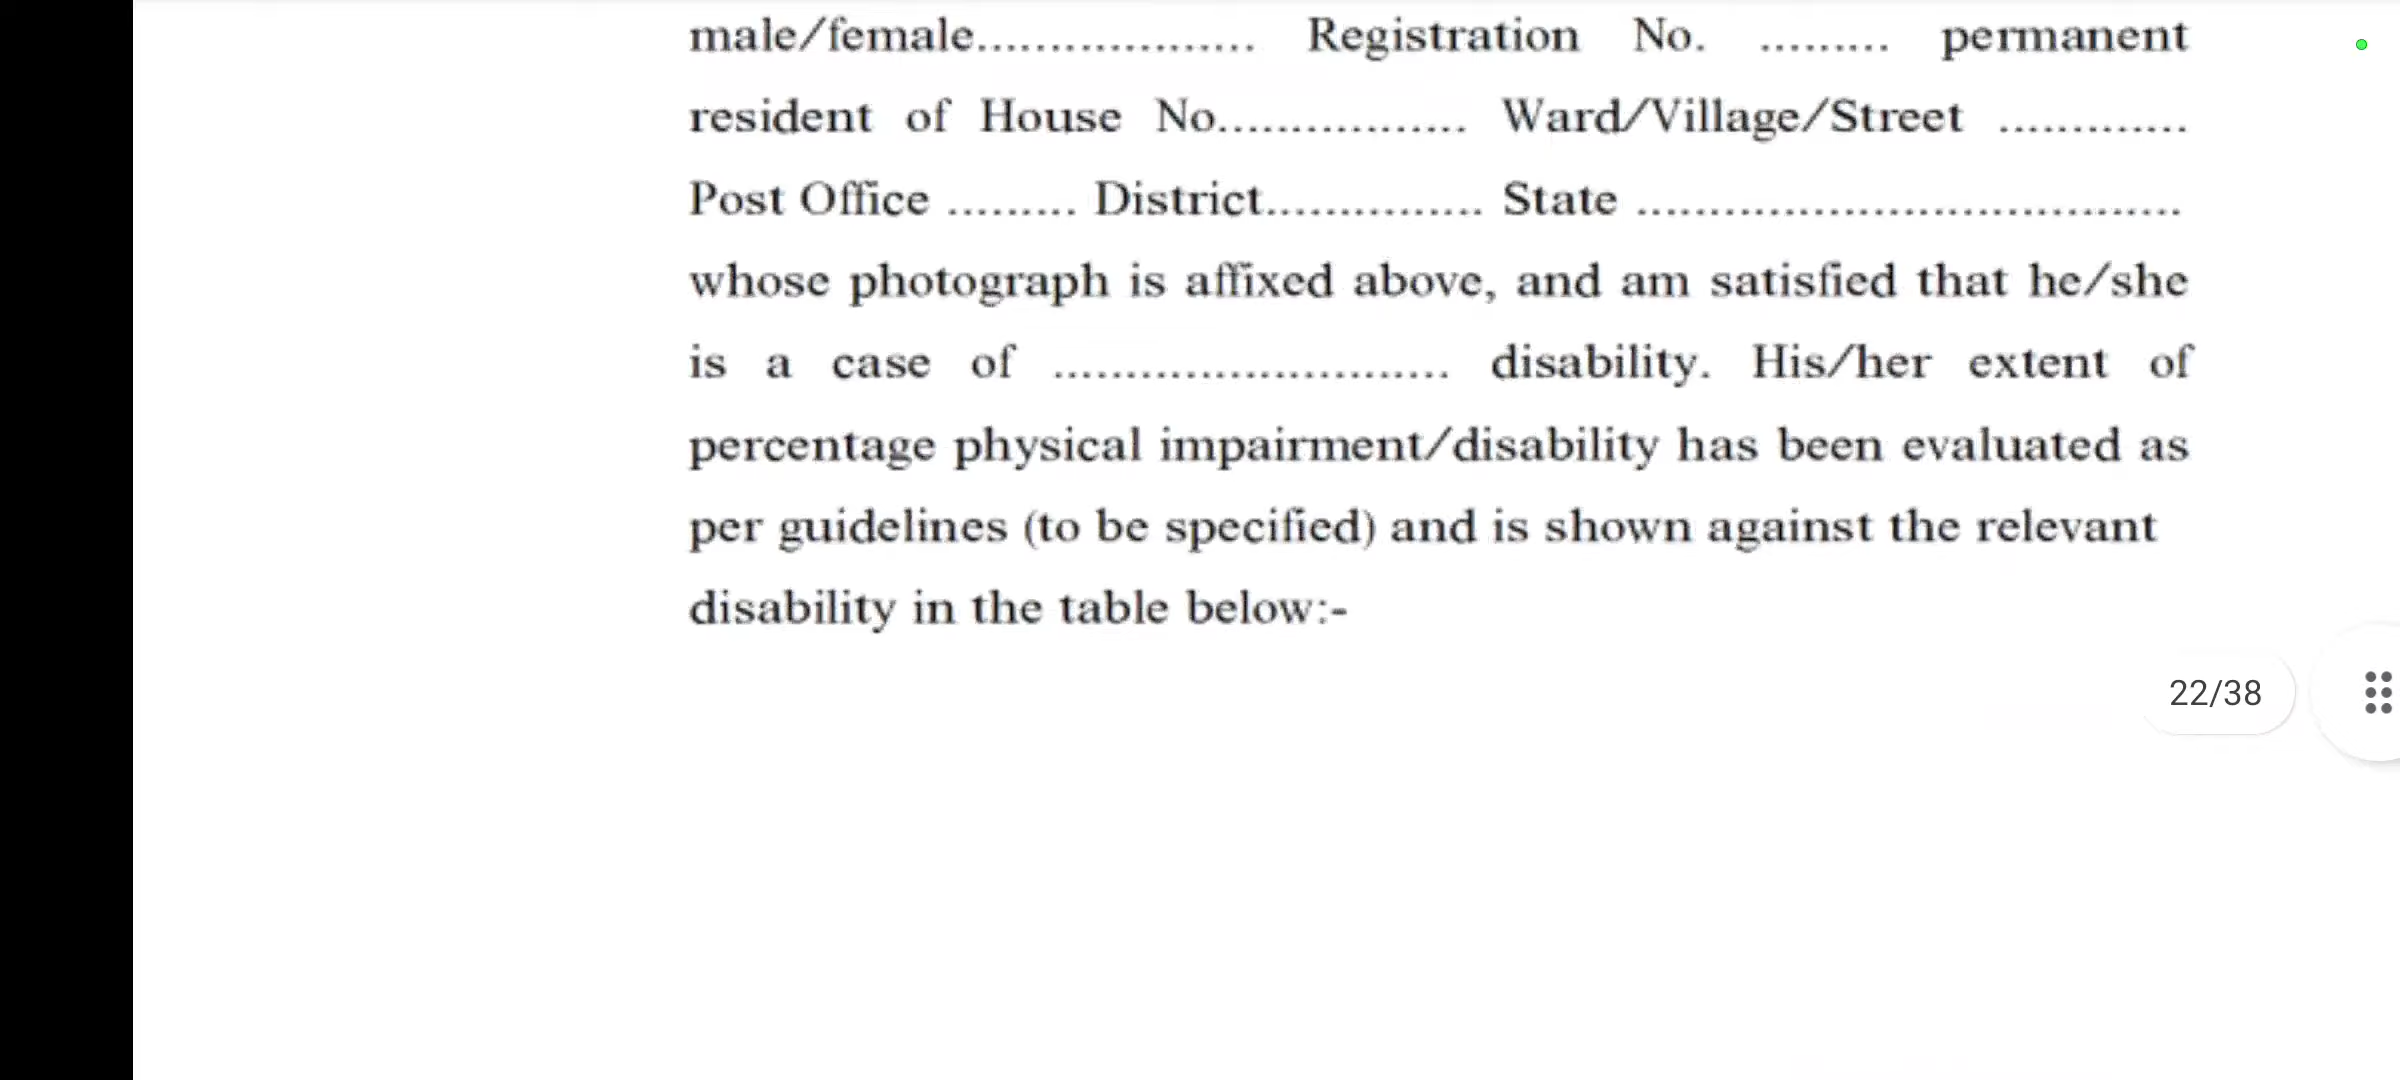 male/female................... Registration No. ......... permanent
resident of House No................. Ward/Village/Street .............
Post Office ......... District............... State .....................................
whose photograph is affixed above, and am satisfied that he/she
is a case of ........................... disability. His/her extent of
percentage physical impairment/disability has been evaluated as
per guidelines (to be specified) and is shown against the relevant
disability in the table below:-
22/38